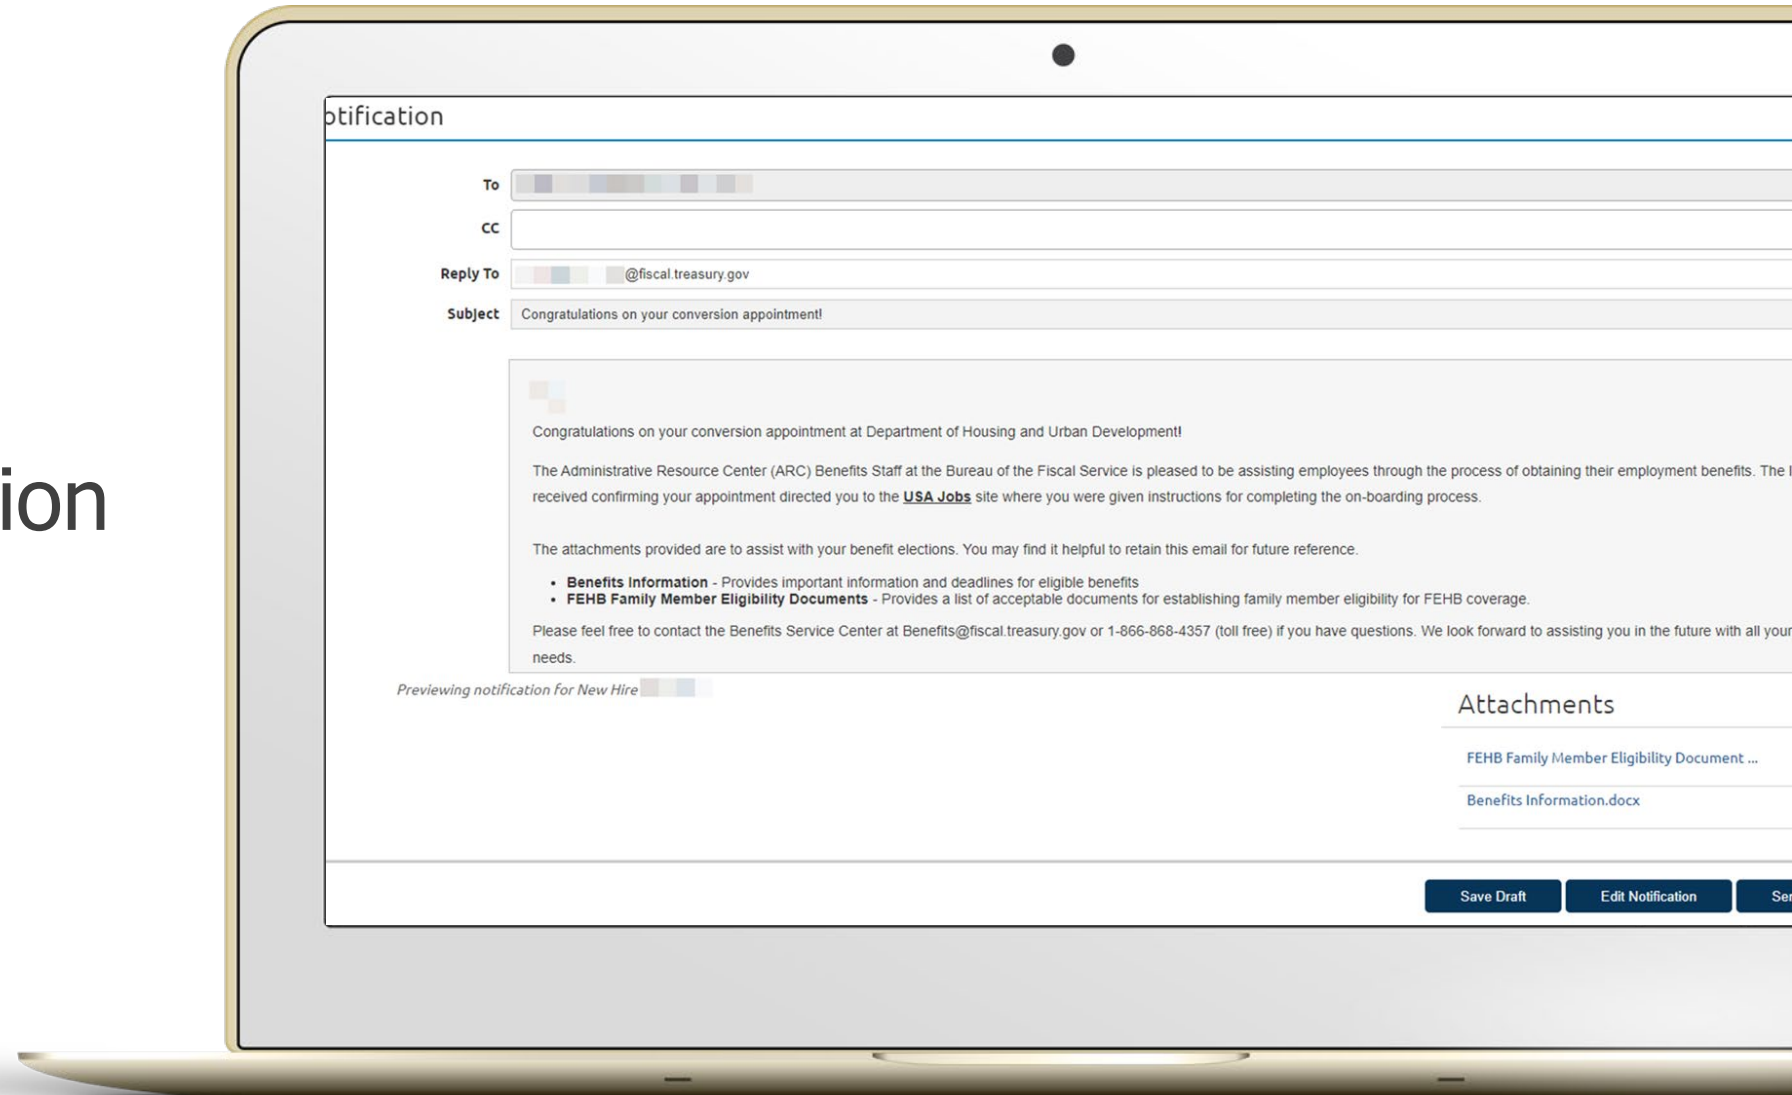 otification
To
CC
Reply To @fiscal.treasury.gov
Subject Congratulations on your conversion appointment!
Congratulations on your conversion appointment at Department of Housing and Urban Development!
The Administrative Resource Center (ARC) Benefits Staff at the Bureau of the Fiscal Service is pleased to be assisting employees through the process of obtaining their employment benefits. The
received confirming your appointment directed you to the USA Jobs site where you were given instructions for completing the on-boarding process.
ion
The attachments provided are to assist with your benefit elections. You may find it helpful to retain this email for future reference.
• Benefits Information - Provides important information and deadlines for eligible benefits
• FEHB Family Member Eligibility Documents - Provides a list of acceptable documents for establishing family member eligibility for FEHB coverage.
Please feel free to contact the Benefits Service Center at Benefits@fiscal.treasury.gov or 1-866-868-4357 (toll free) if you have questions. We look forward to assisting you in the future with all your
needs.
Previewing notification for New Hire
Attachments
FEHB Family Member Eligibility Document ...
Benefits Information.docx
Save Draft Edit Notification